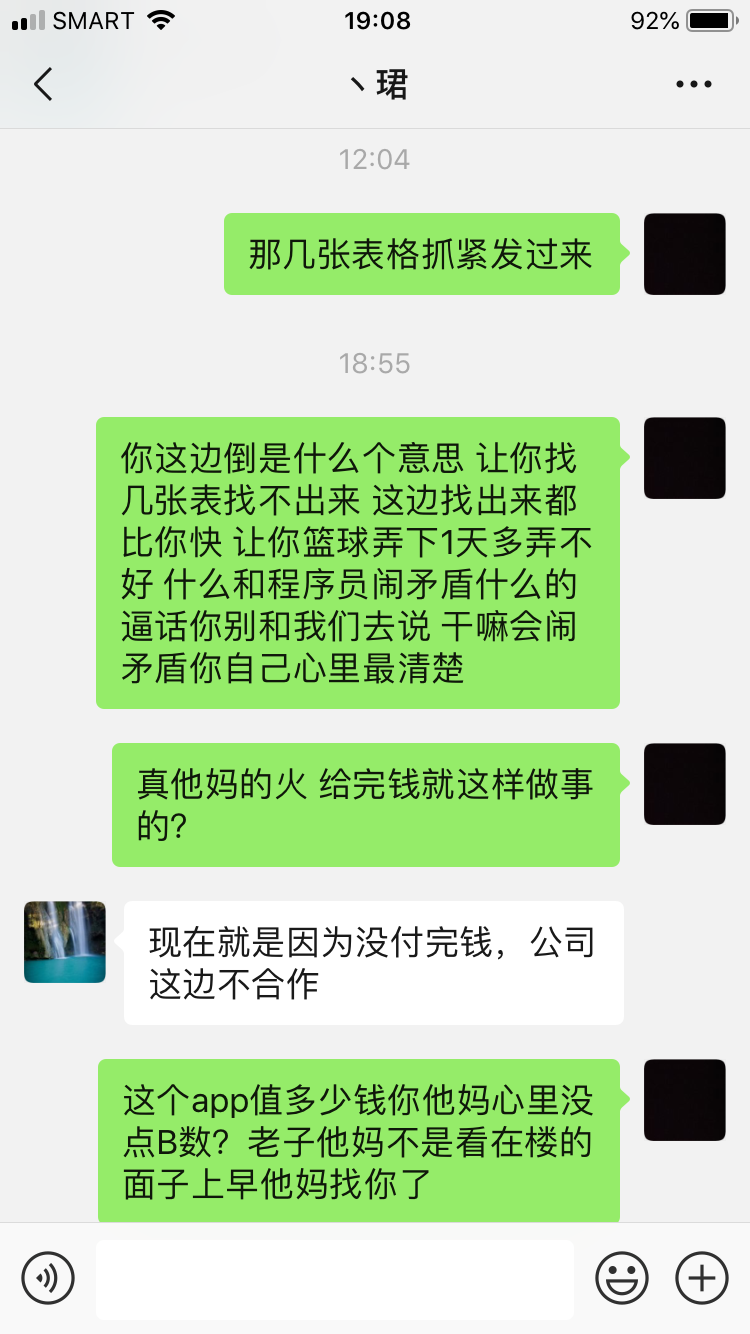 SMART 19:08 92%
丶珺
12:04
那几张表格抓紧发过来
18:55
你这边倒是什么个意思 让你找
几张表找不出来 这边找出来都
比你快 让你篮球弄下1天多弄不
好 什么和程序员闹矛盾什么的
逼话你别和我们去说 干嘛会闹
矛盾你自己心里最清楚
真他妈的火 给完钱就这样做事
的?
现在就是因为没付完钱，公司
这边不合作
这个app值多少钱你他妈心里没
点B数？老子他妈不是看在楼的
面子上早他妈找你了